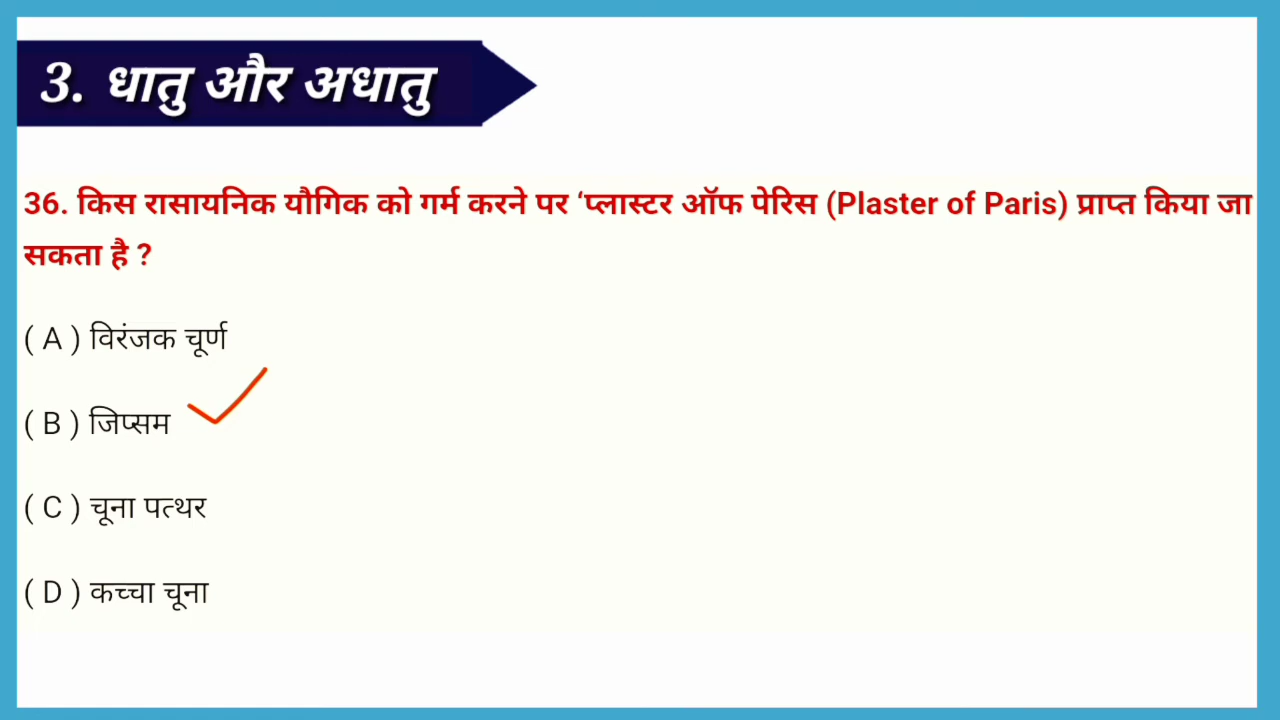 3. धातु और अधातु
36. किस रासायनिक यौगिक को गर्म करने पर ‘प्लास्टर ऑफ पेरिस (Plaster of Paris) प्राप्त किया जा
सकता है ?
( A ) विरंजक चूर्ण
( B ) जिप्सम
( C ) चूना पत्थर
( D ) कच्चा चूना